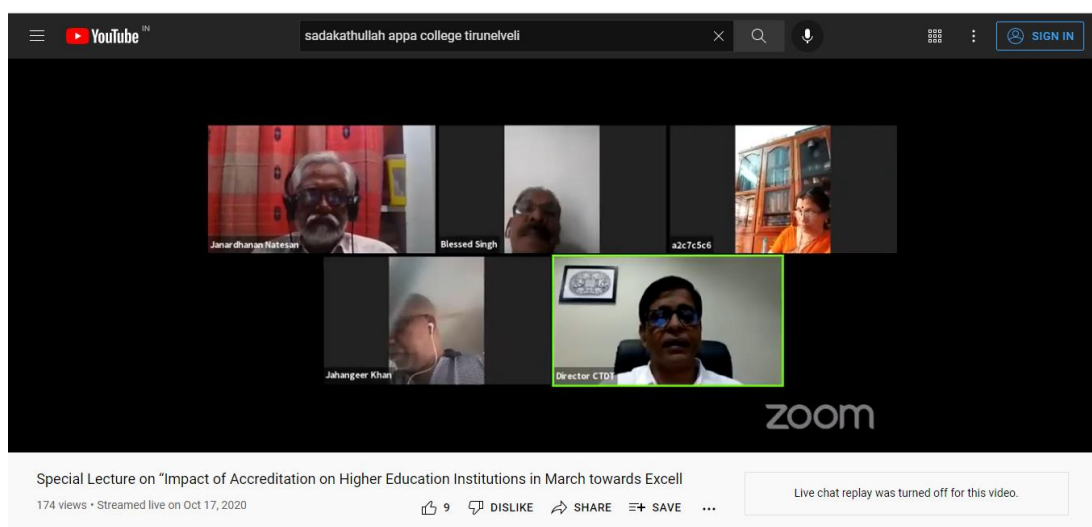 YouTube IN
sadakathullah appa college tirunelveli
SIGN IN
Janardhanan Natesan
Blessed Singh
a2c7c5c6
Jahangeer Khan
Director CTDT
zoom
Special Lecture on “Impact of Accreditation on Higher Education Institutions in March towards Excell
174 views • Streamed live on Oct 17, 2020
9 DISLIKE SHARE SAVE ...
Live chat replay was turned off for this video.